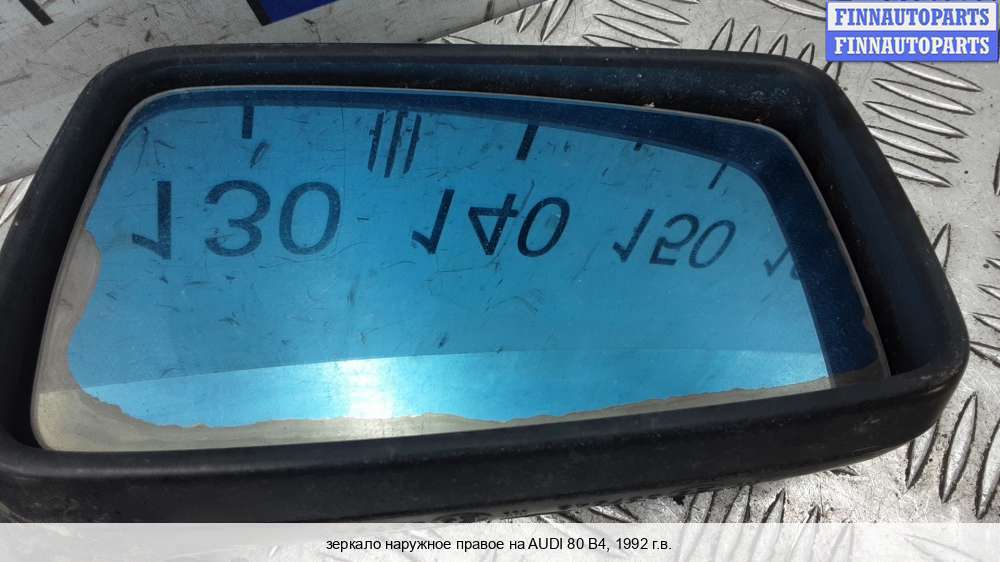 FINNAUTOPARTS
FINNAUTOPARTS
130 140 150
зеркало наружное правое на AUDI 80 B4, 1992 г.в.